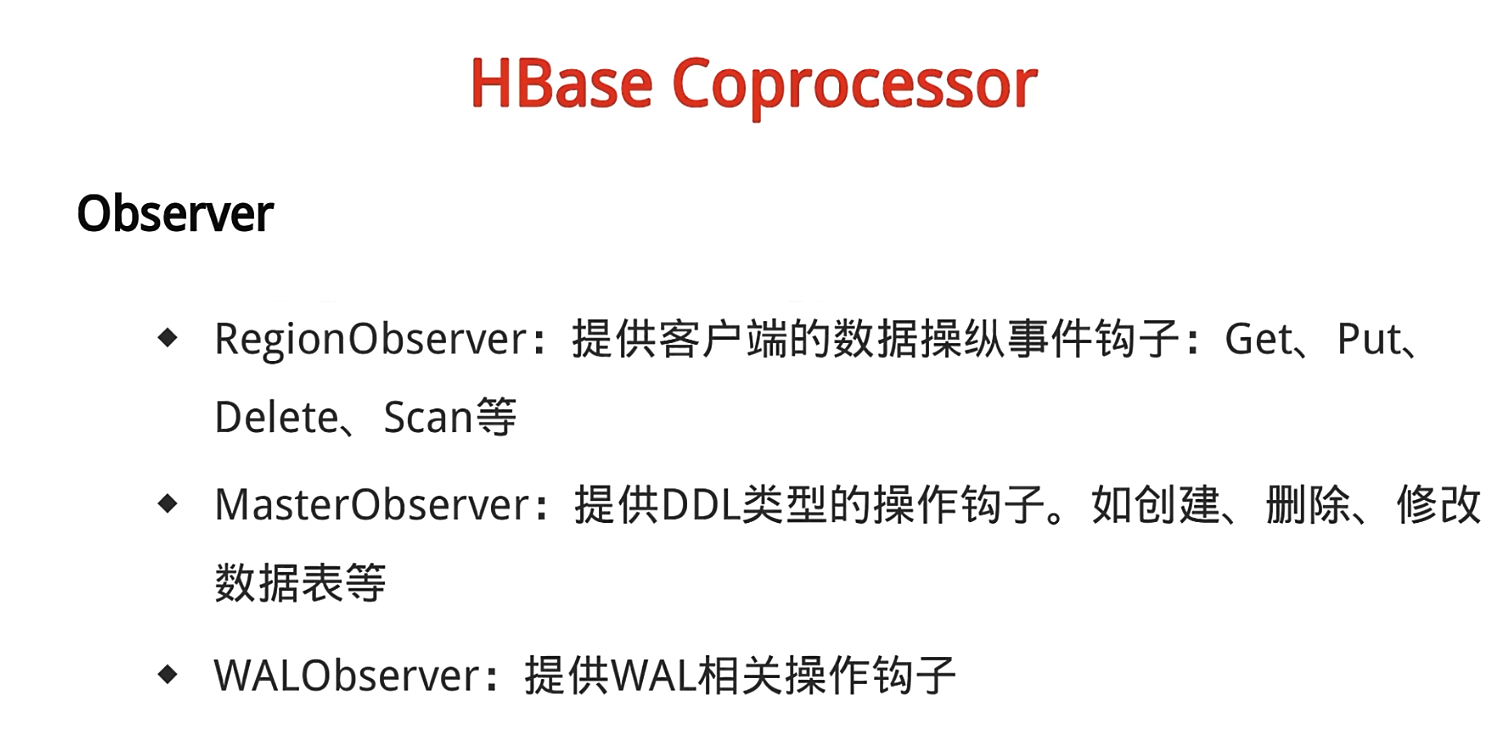 HBase Coprocessor
Observer
◆ RegionObserver：提供客户端的数据操纵事件钩子：Get、Put、
Delete、Scan等
◆ MasterObserver：提供DDL类型的操作钩子。如创建、删除、修改
数据表等
◆ WALObserver：提供WAL相关操作钩子